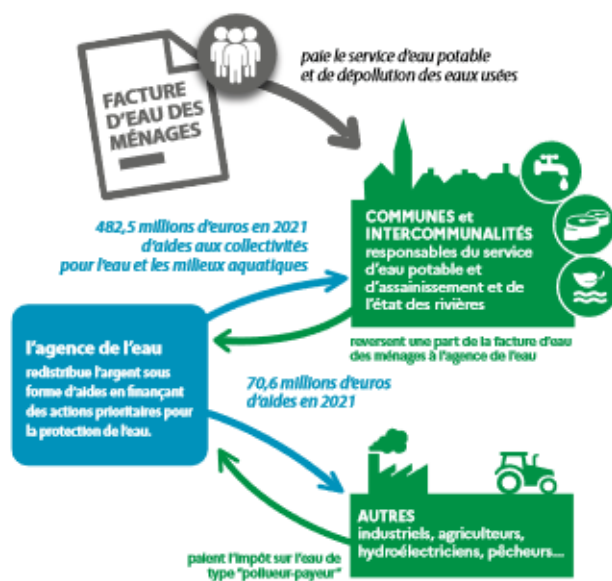 FACTURE
D'EAU DES
MÉNAGES
paie le service d'eau potable
et de dépollution des eaux usées
482,5 millions d'euros en 2021
d'aides aux collectivités
pour l'eau et les milieux aquatiques
COMMUNES et
INTERCOMMUNALITÉS
responsables du service
d'eau potable et
d'assainissement et de
l'état des rivières
reversent une part de la facture d'eau
des ménages à l'agence de l'eau
l'agence de l'eau
redistribue l'argent sous
forme d'aides en finançant
des actions prioritaires pour
la protection de l'eau.
70,6 millions d'euros
d'aides en 2021
AUTRES
industriels, agriculteurs,
hydroélectriciens, pêcheurs...
paient l'impôt sur l'eau de
type "pollueur-payeur"